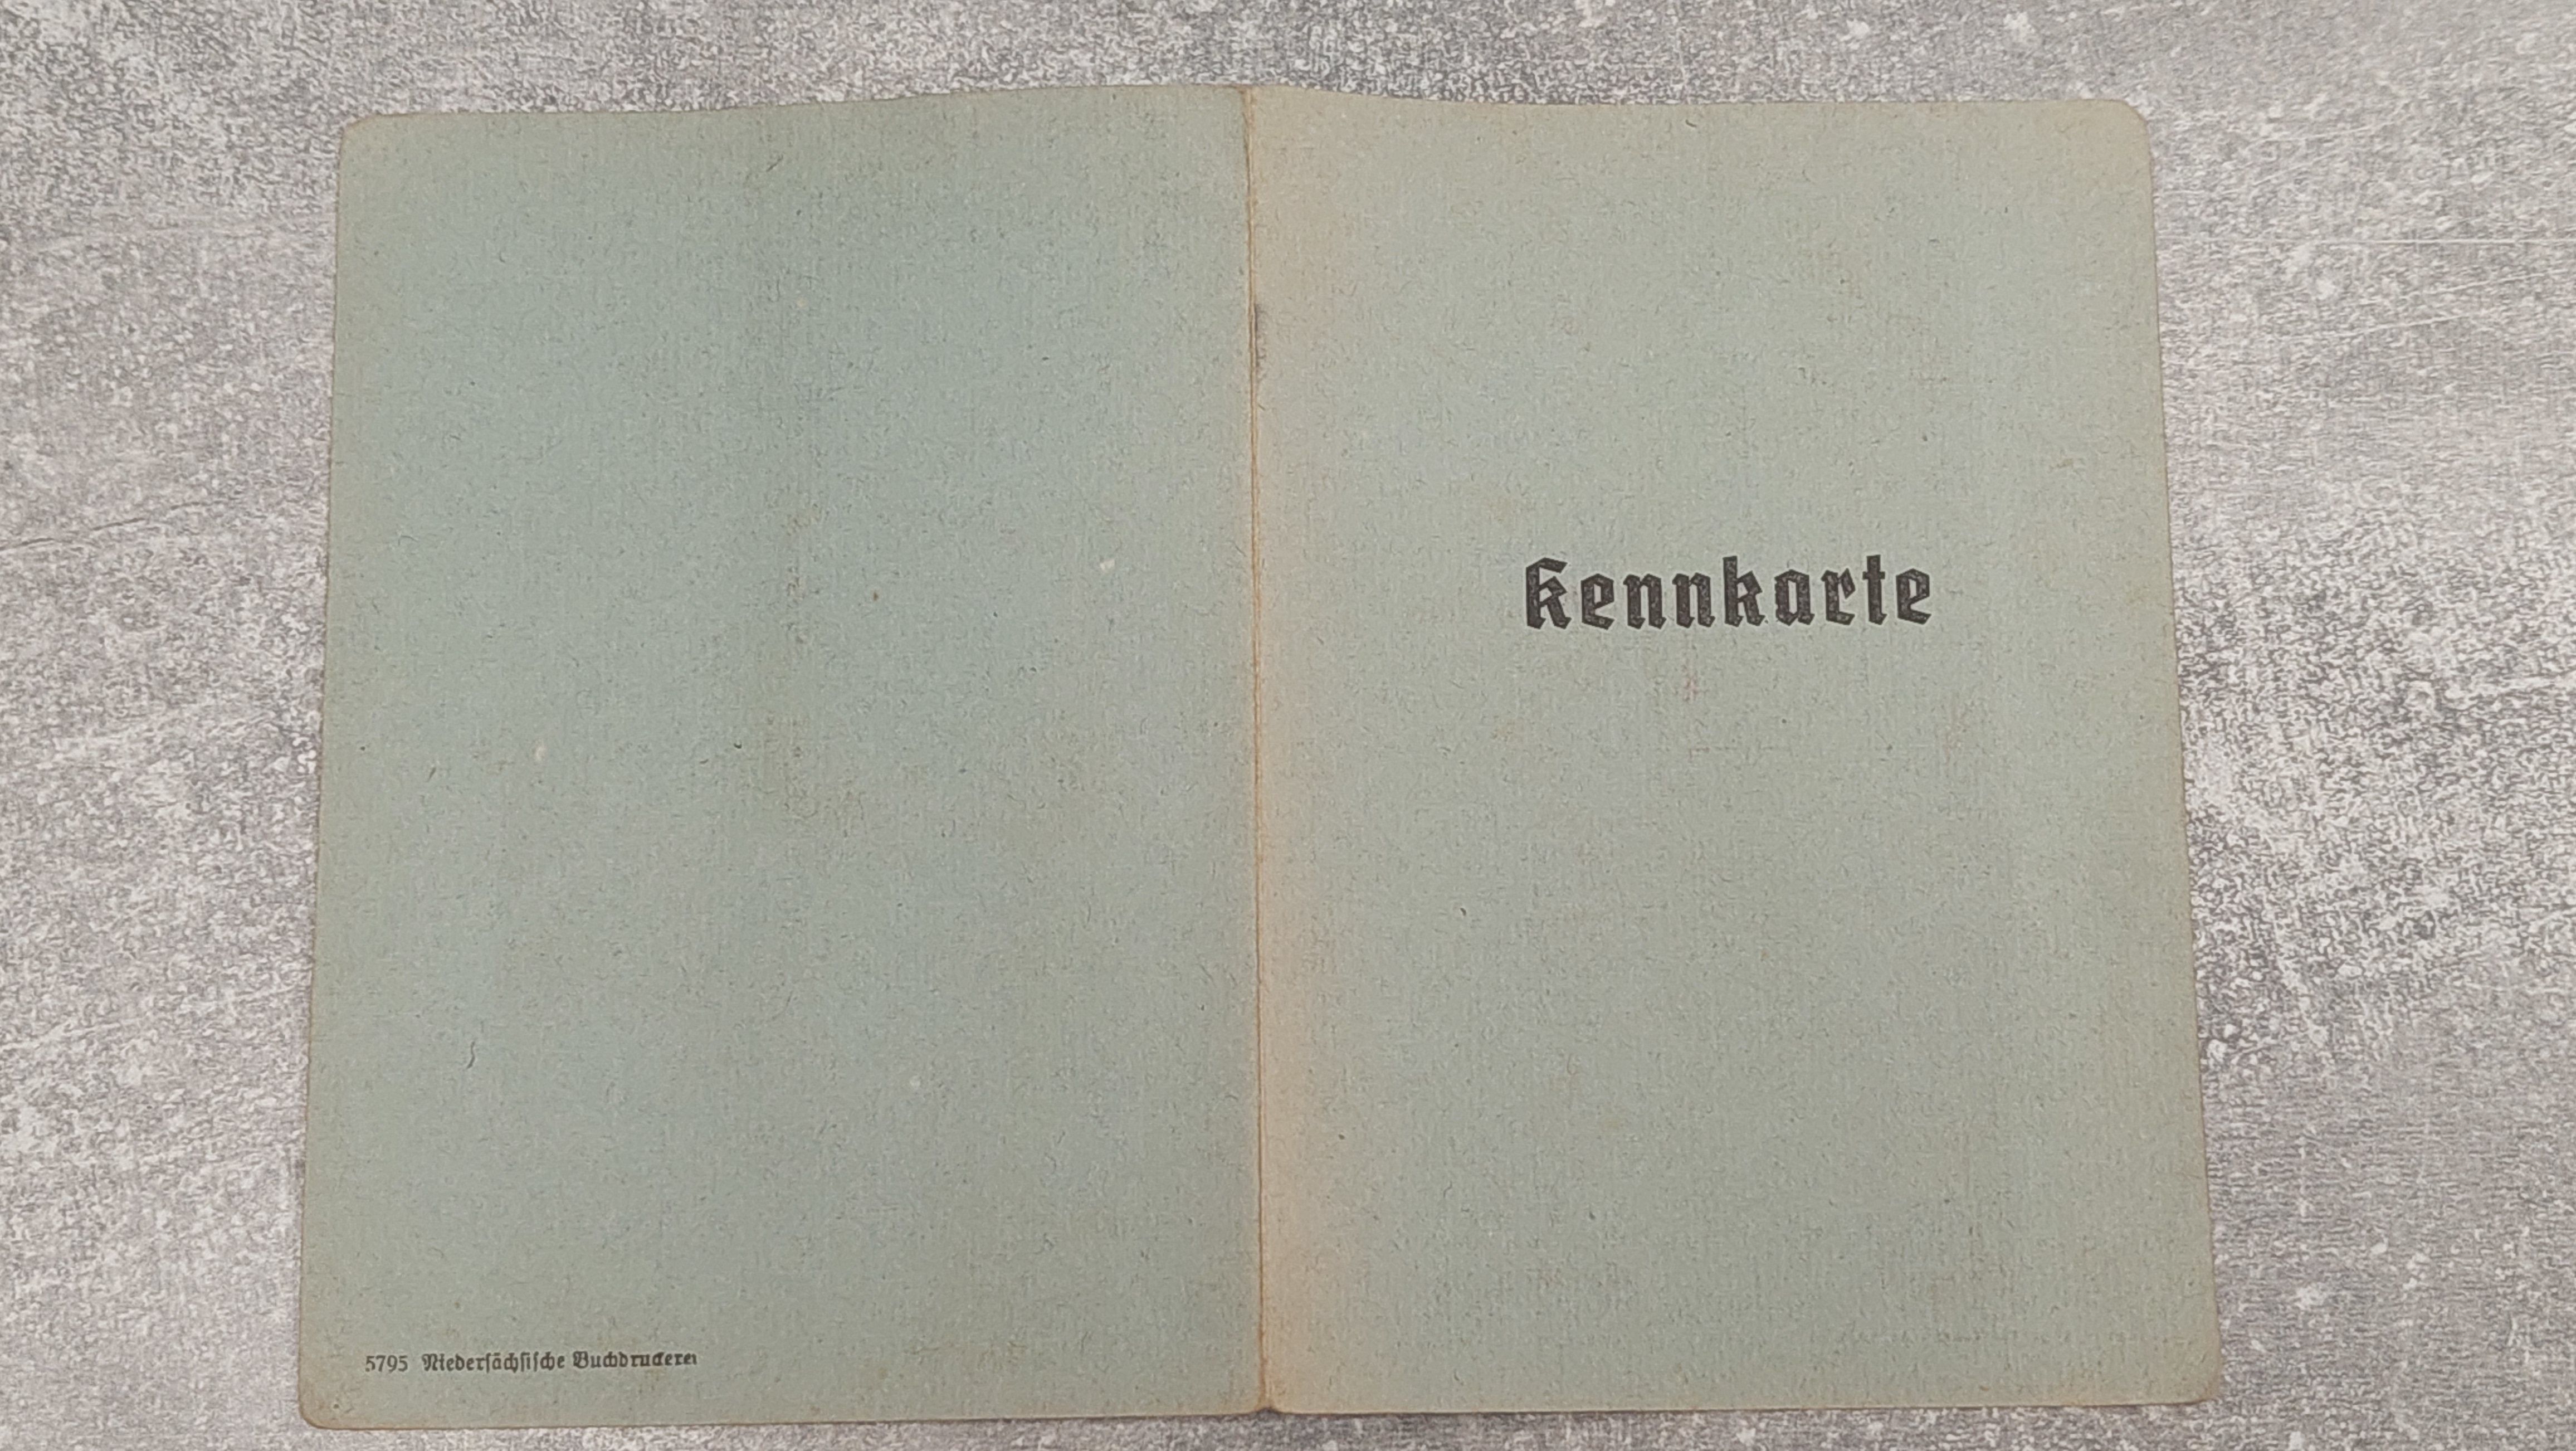 5795 Niederſächſiſche Buchdruckerei
Kennkarte